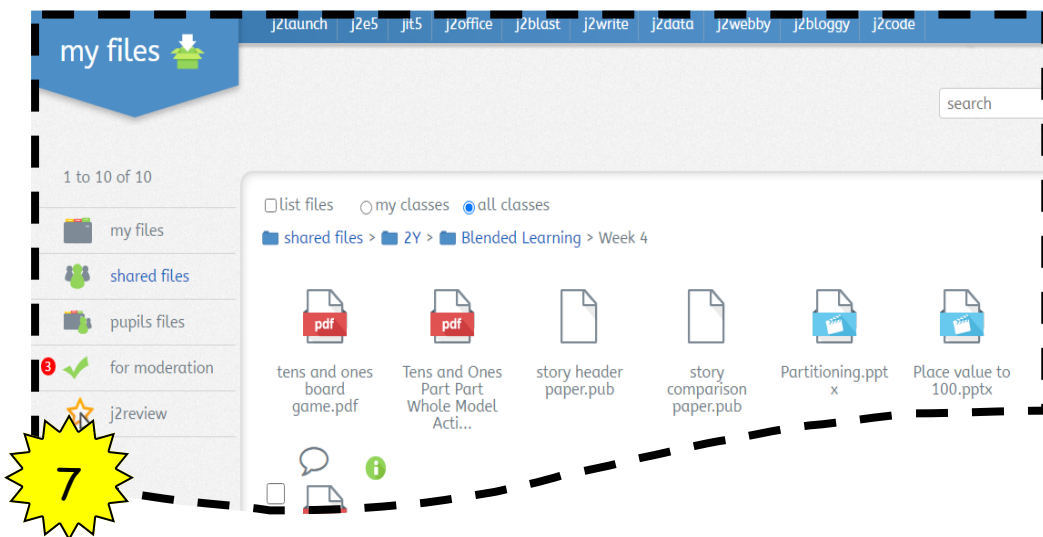 j2launch j2e5 jit5 j2office j2blast j2write j2data j2webby j2bloggy j2code
my files
search
1 to 10 of 10
list files my classes all classes
my files
shared files > 2Y > Blended Learning > Week 4
shared files
pupils files
3 for moderation
j2review
pdf
tens and ones
board
game.pdf
pdf
Tens and Ones
Part Part
Whole Model
Acti...
story header
paper.pub
story
comparison
paper.pub
Partitioning.ppt
x
Place value to
100.pptx
i
7